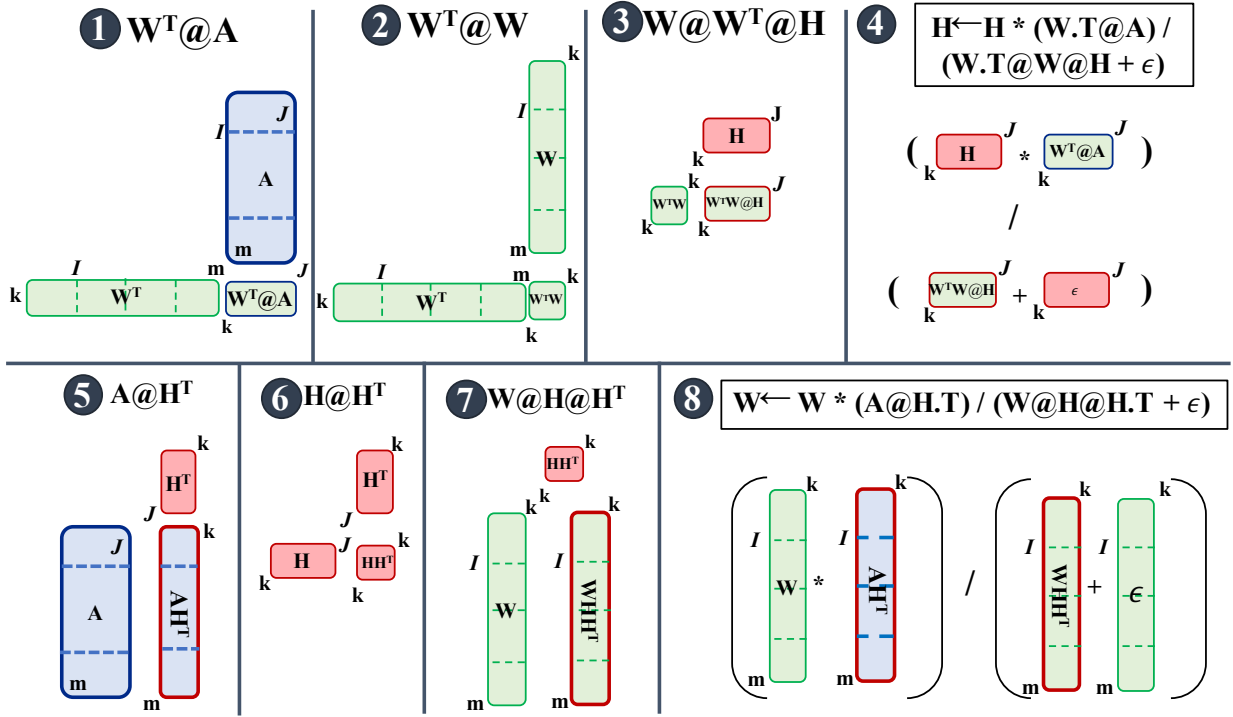 1 Wᵀ@A
J
I
A
m
I
m
J
k
Wᵀ
Wᵀ@A
k
2 Wᵀ@W
k
I
W
m
I
m
k
k
Wᵀ
WᵀW
k
3 W@Wᵀ@H
J
H
k
k
J
WᵀW
WᵀW@H
k
k
4
H←H * (W.T@A) /
(W.T@W@H + ϵ)
( H * Wᵀ@A )
J
J
k
k
/
( WᵀW@H + ϵ )
J
J
k
k
5 A@Hᵀ
k
Hᵀ
J
J
k
A
AHᵀ
m
m
6 H@Hᵀ
k
Hᵀ
J
J
k
H
HHᵀ
k
k
7 W@H@Hᵀ
k
HHᵀ
k
k
k
I
I
W
WHHᵀ
m
m
8 W← W * (A@H.T) / (W@H@H.T + ϵ)
k
k
k
k
I
I
I
I
W * AHᵀ / WHHᵀ + ϵ
m
m
m
m